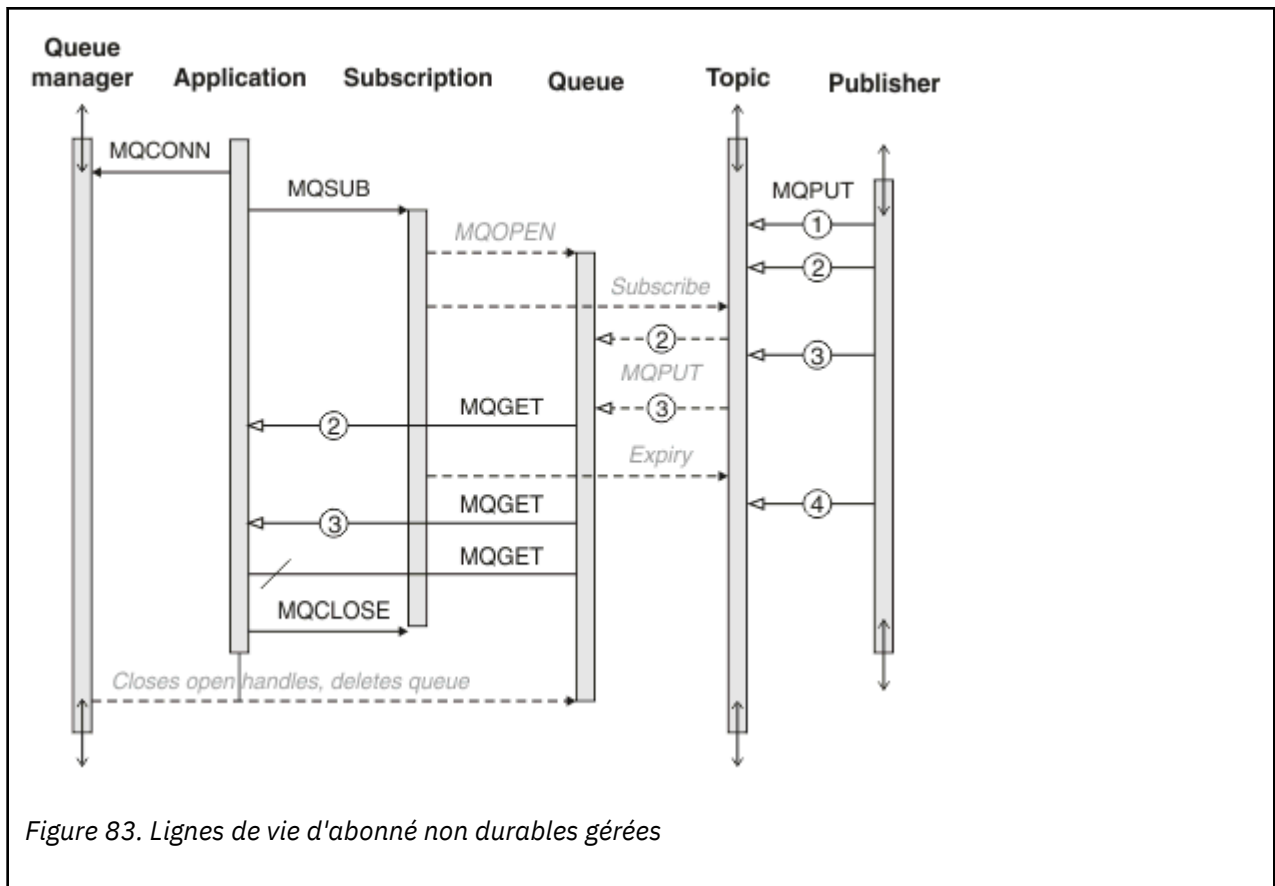 Queue
manager
Application
Subscription
Queue
Topic
Publisher
MQCONN
MQSUB
MQPUT
MQOPEN
1
2
Subscribe
2
3
MQPUT
MQGET
3
2
Expiry
MQGET
4
3
MQGET
MQCLOSE
Closes open handles, deletes queue
Figure 83. Lignes de vie d'abonné non durables gérées